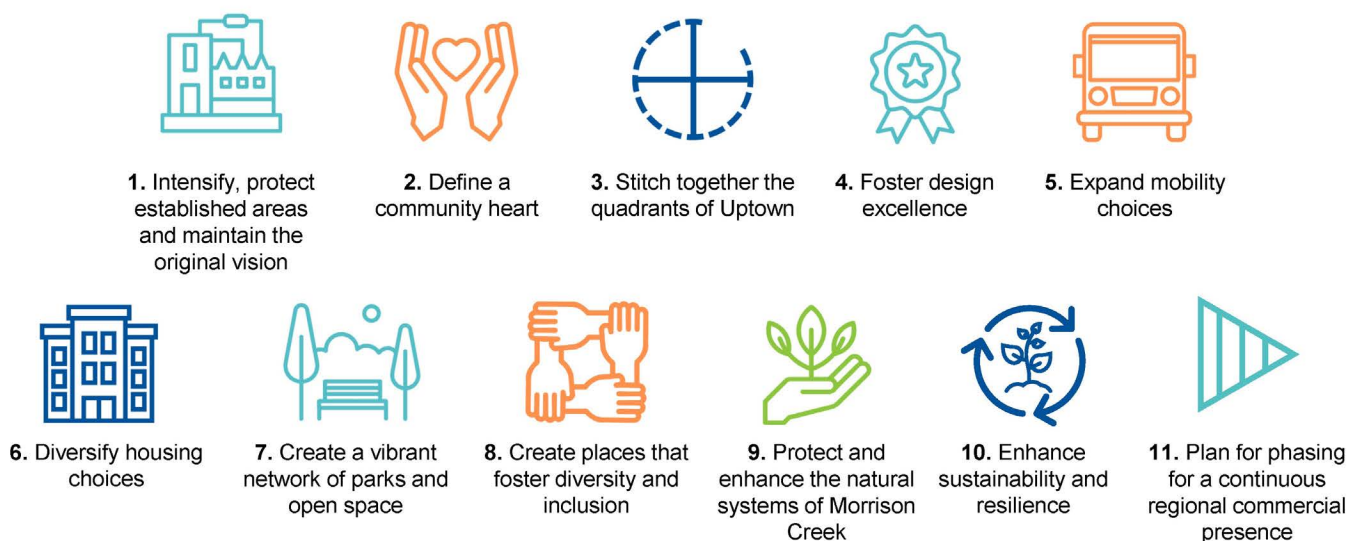 1. Intensify, protect
established areas
and maintain the
original vision
2. Define a
community heart
3. Stitch together the
quadrants of Uptown
4. Foster design
excellence
5. Expand mobility
choices
6. Diversify housing
choices
7. Create a vibrant
network of parks and
open space
8. Create places that
foster diversity and
inclusion
9. Protect and
enhance the natural
systems of Morrison
Creek
10. Enhance
sustainability and
resilience
11. Plan for phasing
for a continuous
regional commercial
presence